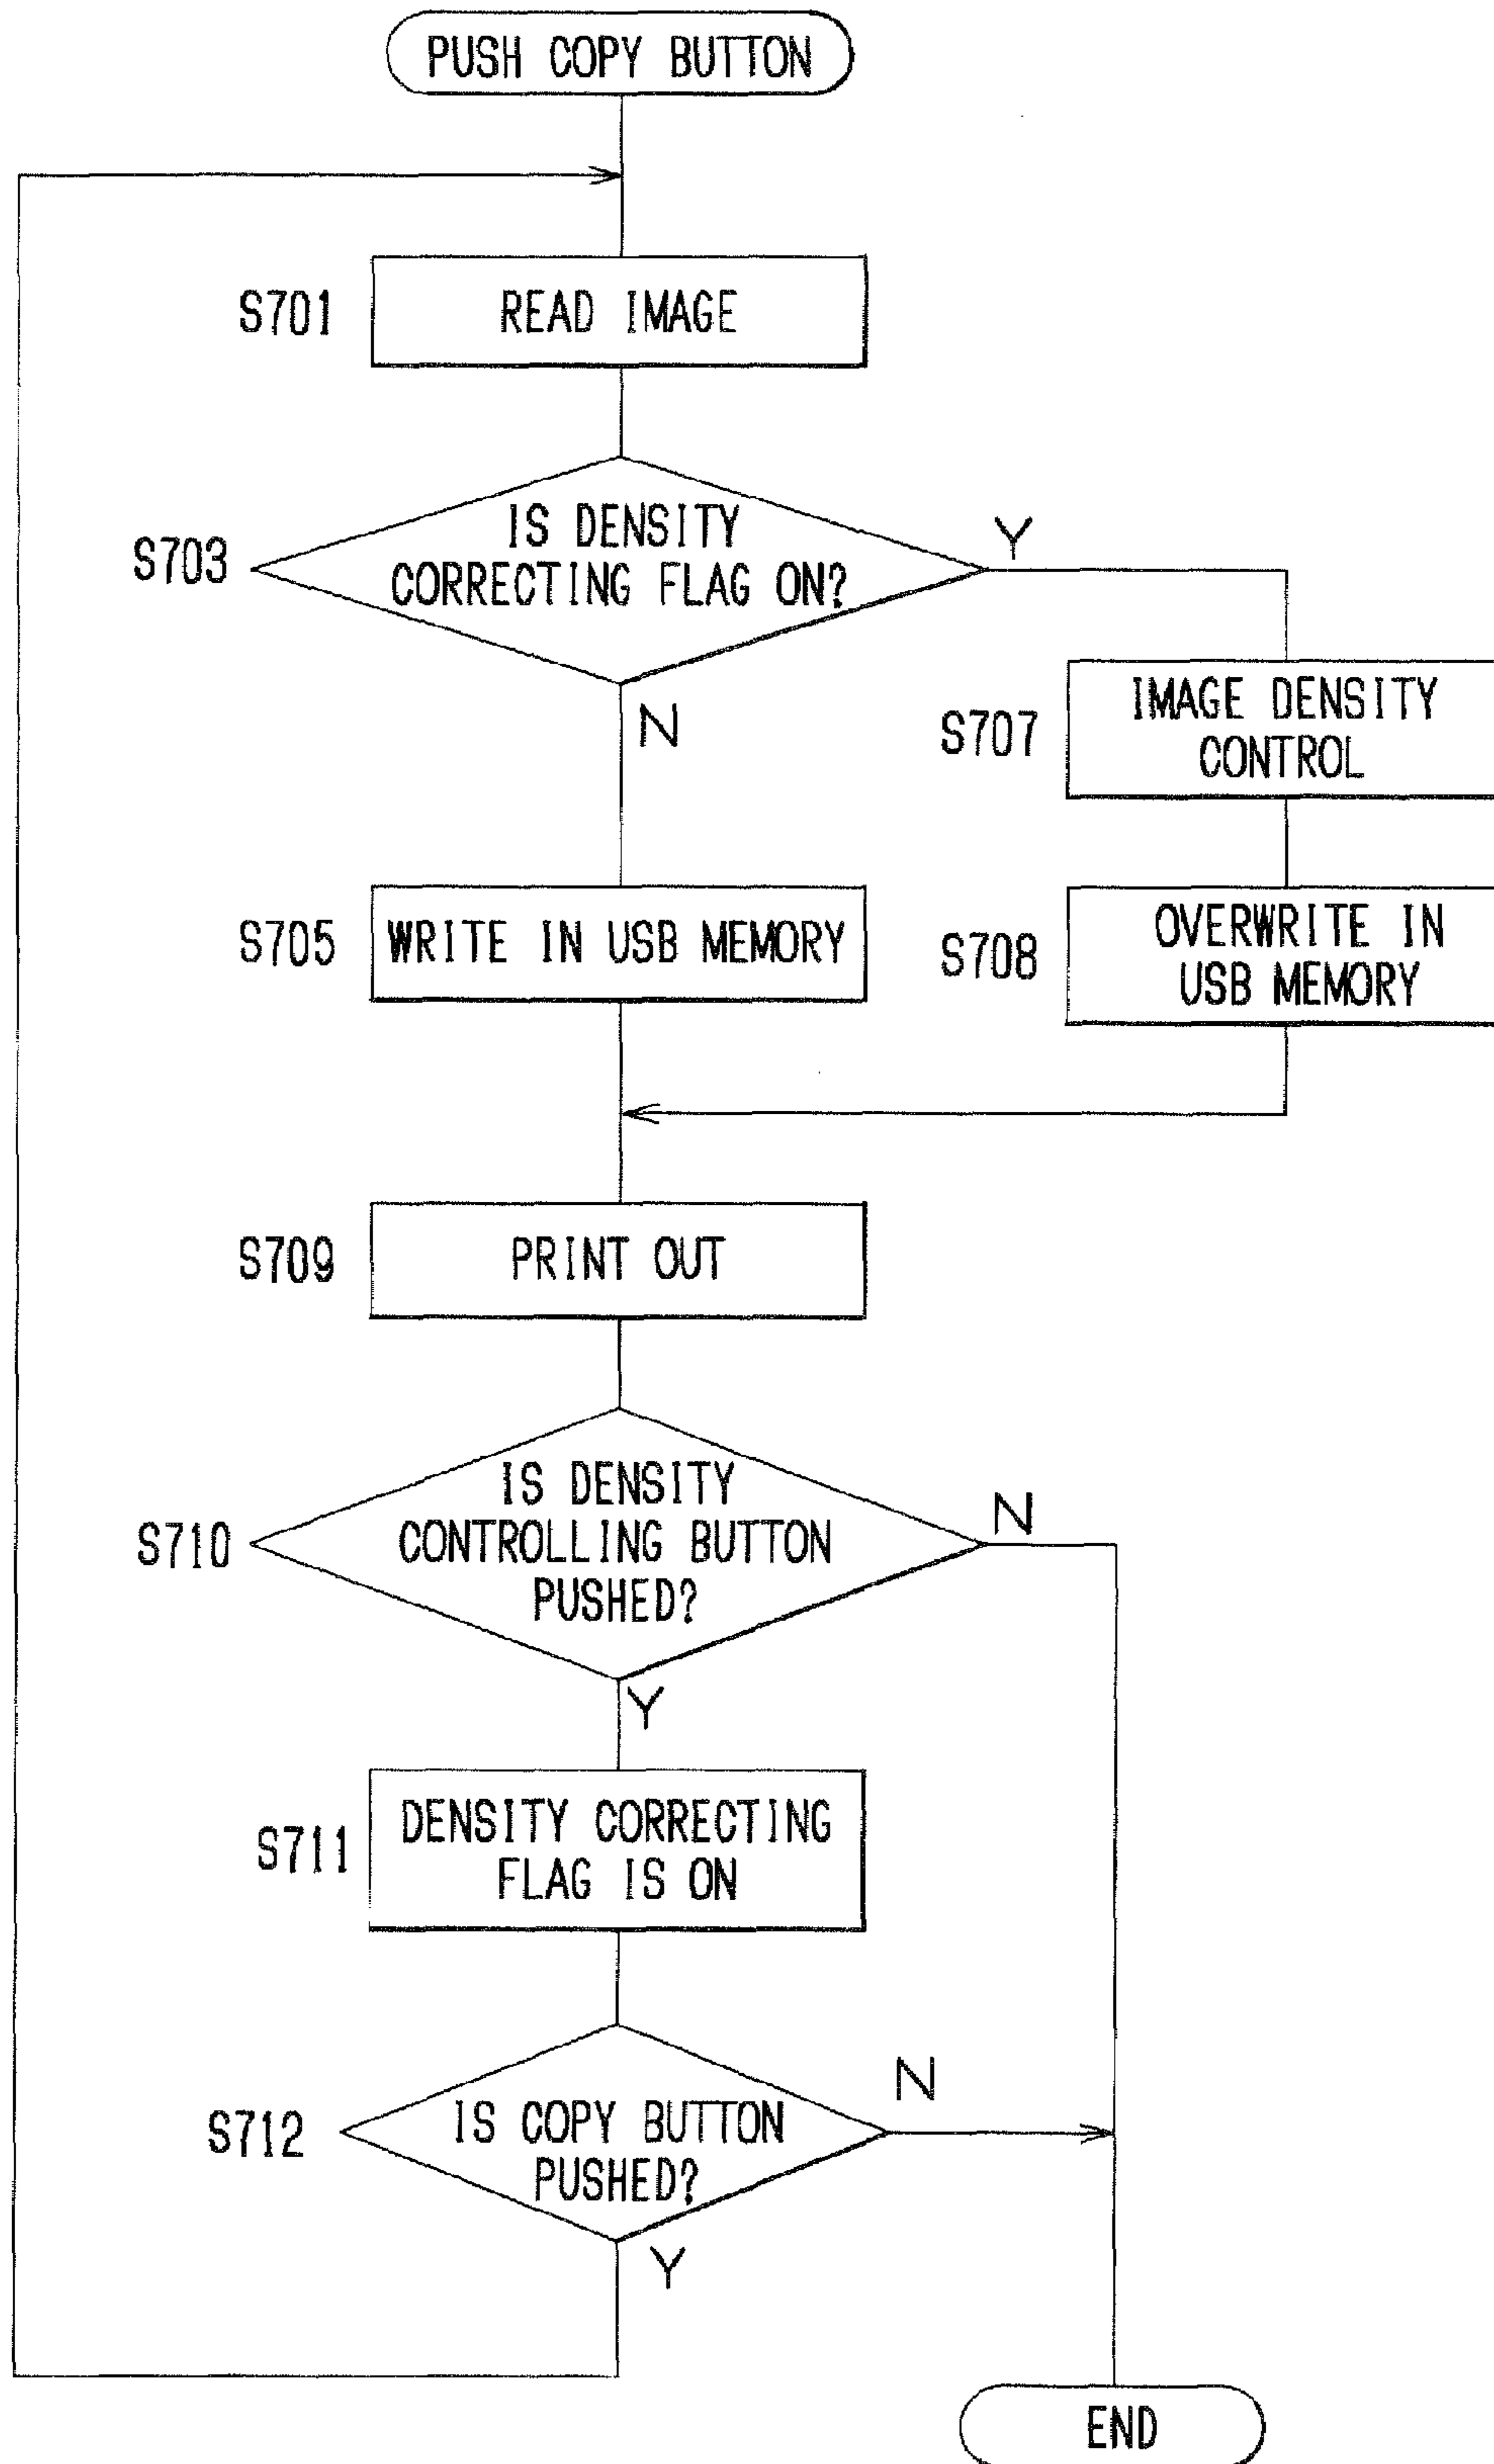 PUSH COPY BUTTON
S701
READ IMAGE
S703
IS DENSITY
CORRECTING FLAG ON?
Y
N
S707
IMAGE DENSITY
CONTROL
S705
WRITE IN USB MEMORY
S708
OVERWRITE IN
USB MEMORY
S709
PRINT OUT
S710
IS DENSITY
CONTROLLING BUTTON
PUSHED?
N
Y
S711
DENSITY CORRECTING
FLAG IS ON
S712
IS COPY BUTTON
PUSHED?
N
Y
END